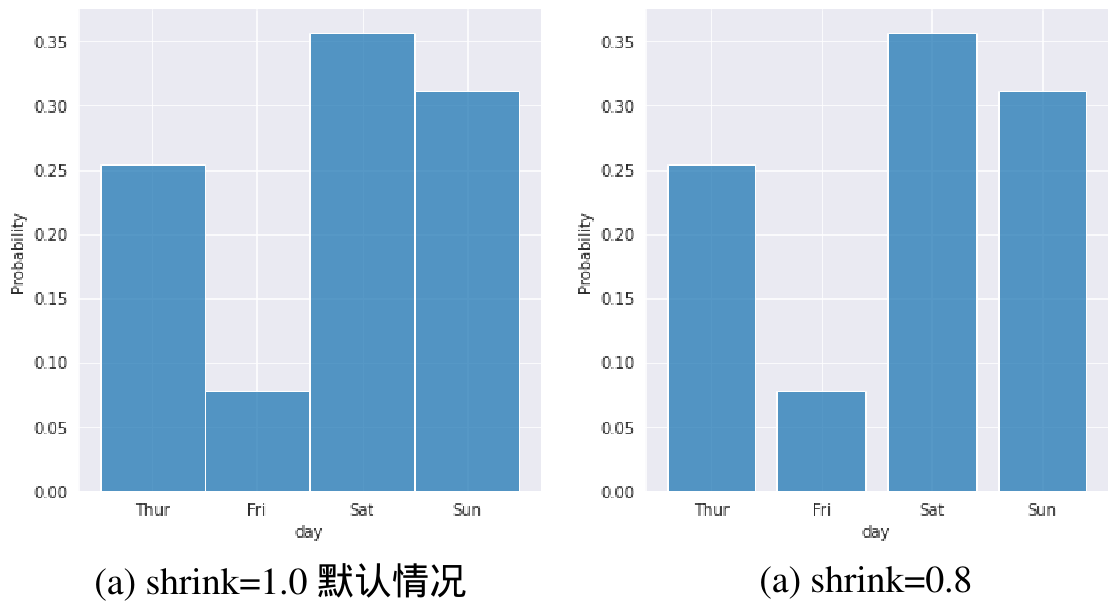 0.35
0.30
0.25
0.20
0.15
0.10
0.05
0.00
Probability
Thur Fri Sat Sun
day
(a) shrink=1.0 默认情况
0.35
0.30
0.25
0.20
0.15
0.10
0.05
0.00
Probability
Thur Fri Sat Sun
day
(a) shrink=0.8